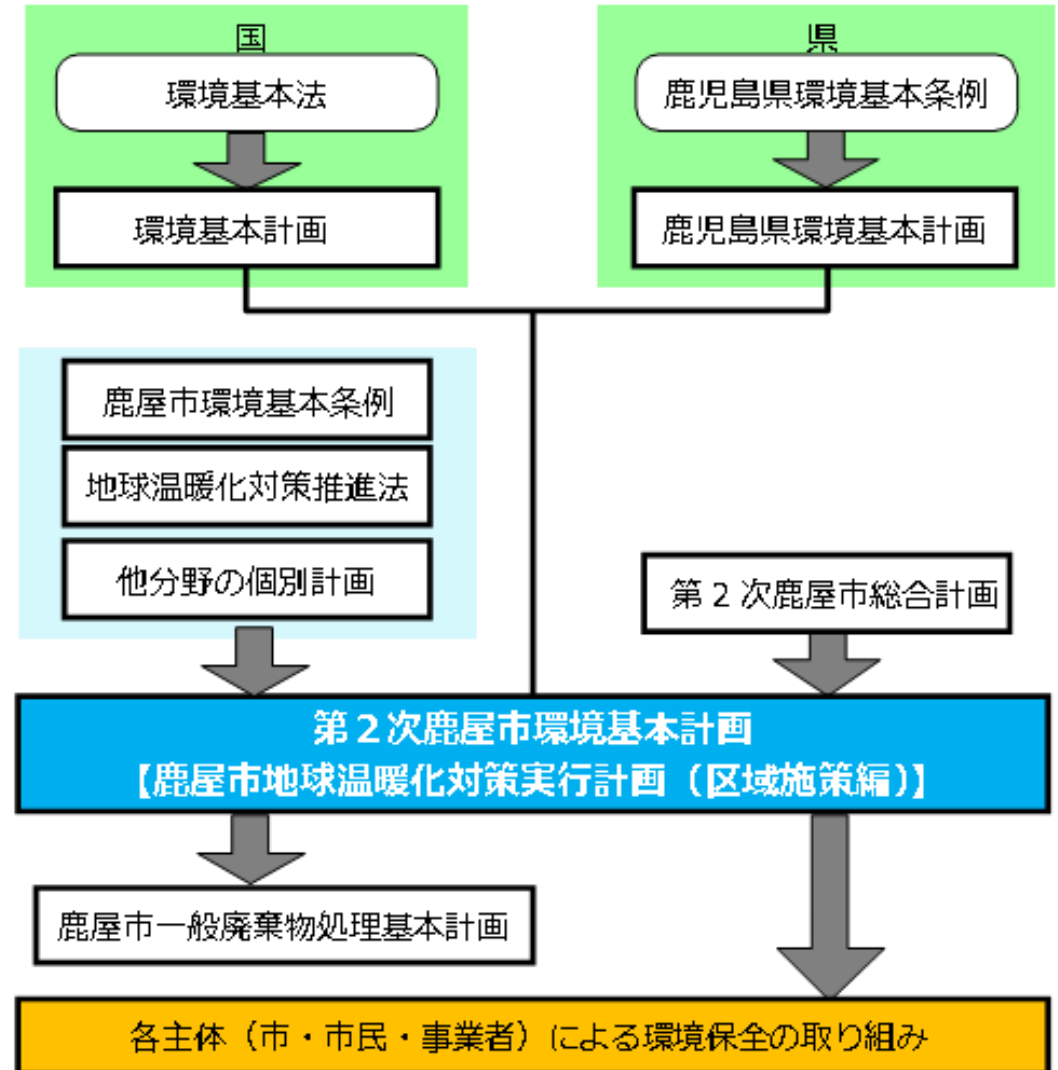 国
環境基本法
環境基本計画
県
鹿児島県環境基本条例
鹿児島県環境基本計画
鹿屋市環境基本条例
地球温暖化対策推進法
他分野の個別計画
第２次鹿屋市総合計画
第２次鹿屋市環境基本計画
【鹿屋市地球温暖化対策実行計画（区域施策編）】
鹿屋市一般廃棄物処理基本計画
各主体（市・市民・事業者）による環境保全の取り組み